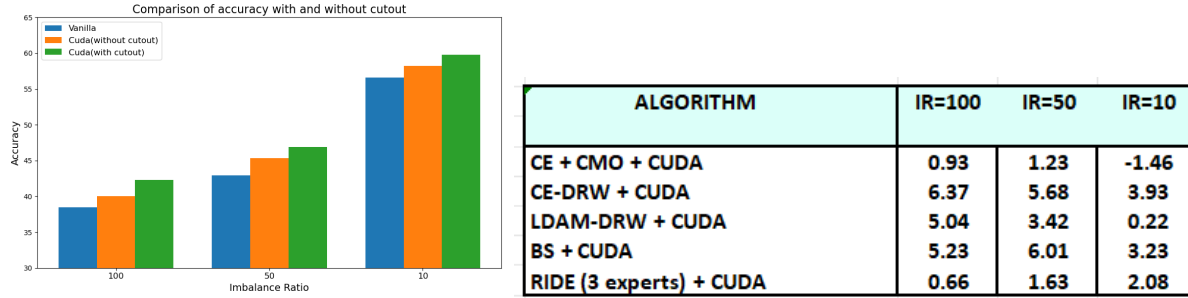 Comparison of accuracy with and without cutout
65
60
55
50
45
40
35
30
Accuracy
Vanilla
Cuda(without cutout)
Cuda(with cutout)
100 50 10
Imbalance Ratio
ALGORITHM IR=100 IR=50 IR=10
CE + CMO + CUDA 0.93 1.23 -1.46
CE-DRW + CUDA 6.37 5.68 3.93
LDAM-DRW + CUDA 5.04 3.42 0.22
BS + CUDA 5.23 6.01 3.23
RIDE (3 experts) + CUDA 0.66 1.63 2.08